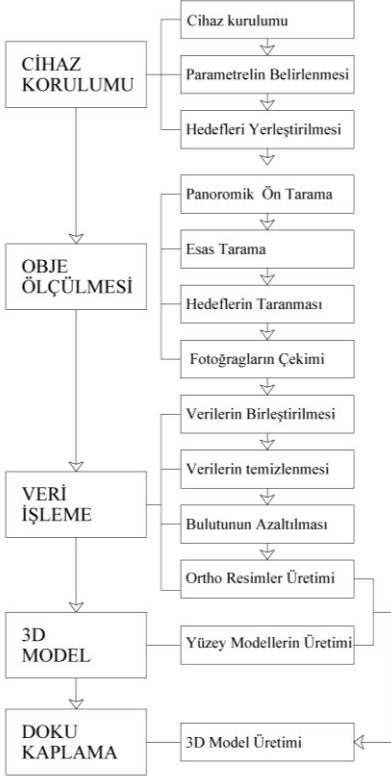 Cihaz kurulumu
CİHAZ
KORULUMU
Parametrelin Belirlenmesi
Hedefleri Yerleştirilmesi
Panoromik Ön Tarama
Esas Tarama
OBJE
ÖLÇÜLMESİ
Hedeflerin Taranması
Fotoğragların Çekimi
Verilerin Birleştirilmesi
Verilerin temizlenmesi
VERİ
İŞLEME
Bulutunun Azaltılması
Ortho Resimler Üretimi
3D
MODEL
Yüzey Modellerin Üretimi
DOKU
KAPLAMA
3D Model Üretimi